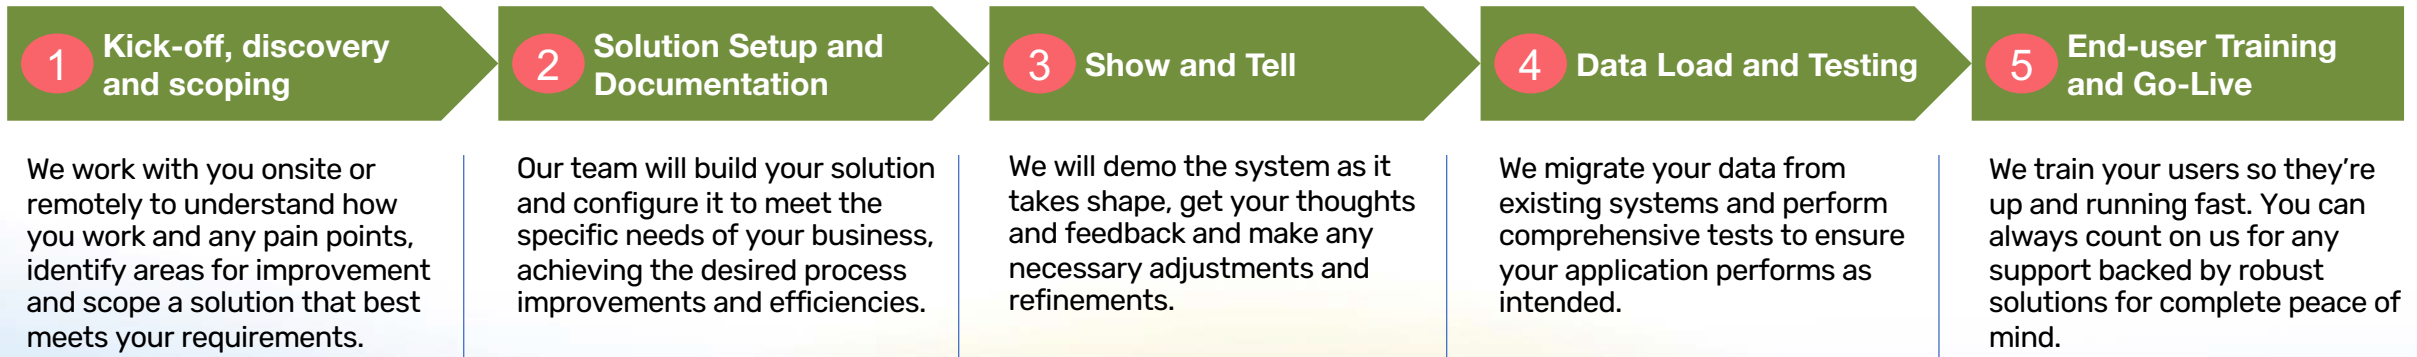 1
Kick-off, discovery
and scoping
We work with you onsite or
remotely to understand how
you work and any pain points,
identify areas for improvement
and scope a solution that best
meets your requirements.
2
Solution Setup and
Documentation
Our team will build your solution
and configure it to meet the
specific needs of your business,
achieving the desired process
improvements and efficiencies.
3
Show and Tell
We will demo the system as it
takes shape, get your thoughts
and feedback and make any
necessary adjustments and
refinements.
4
Data Load and Testing
We migrate your data from
existing systems and perform
comprehensive tests to ensure
your application performs as
intended.
5
End-user Training
and Go-Live
We train your users so they’re
up and running fast. You can
always count on us for any
support backed by robust
solutions for complete peace of
mind.